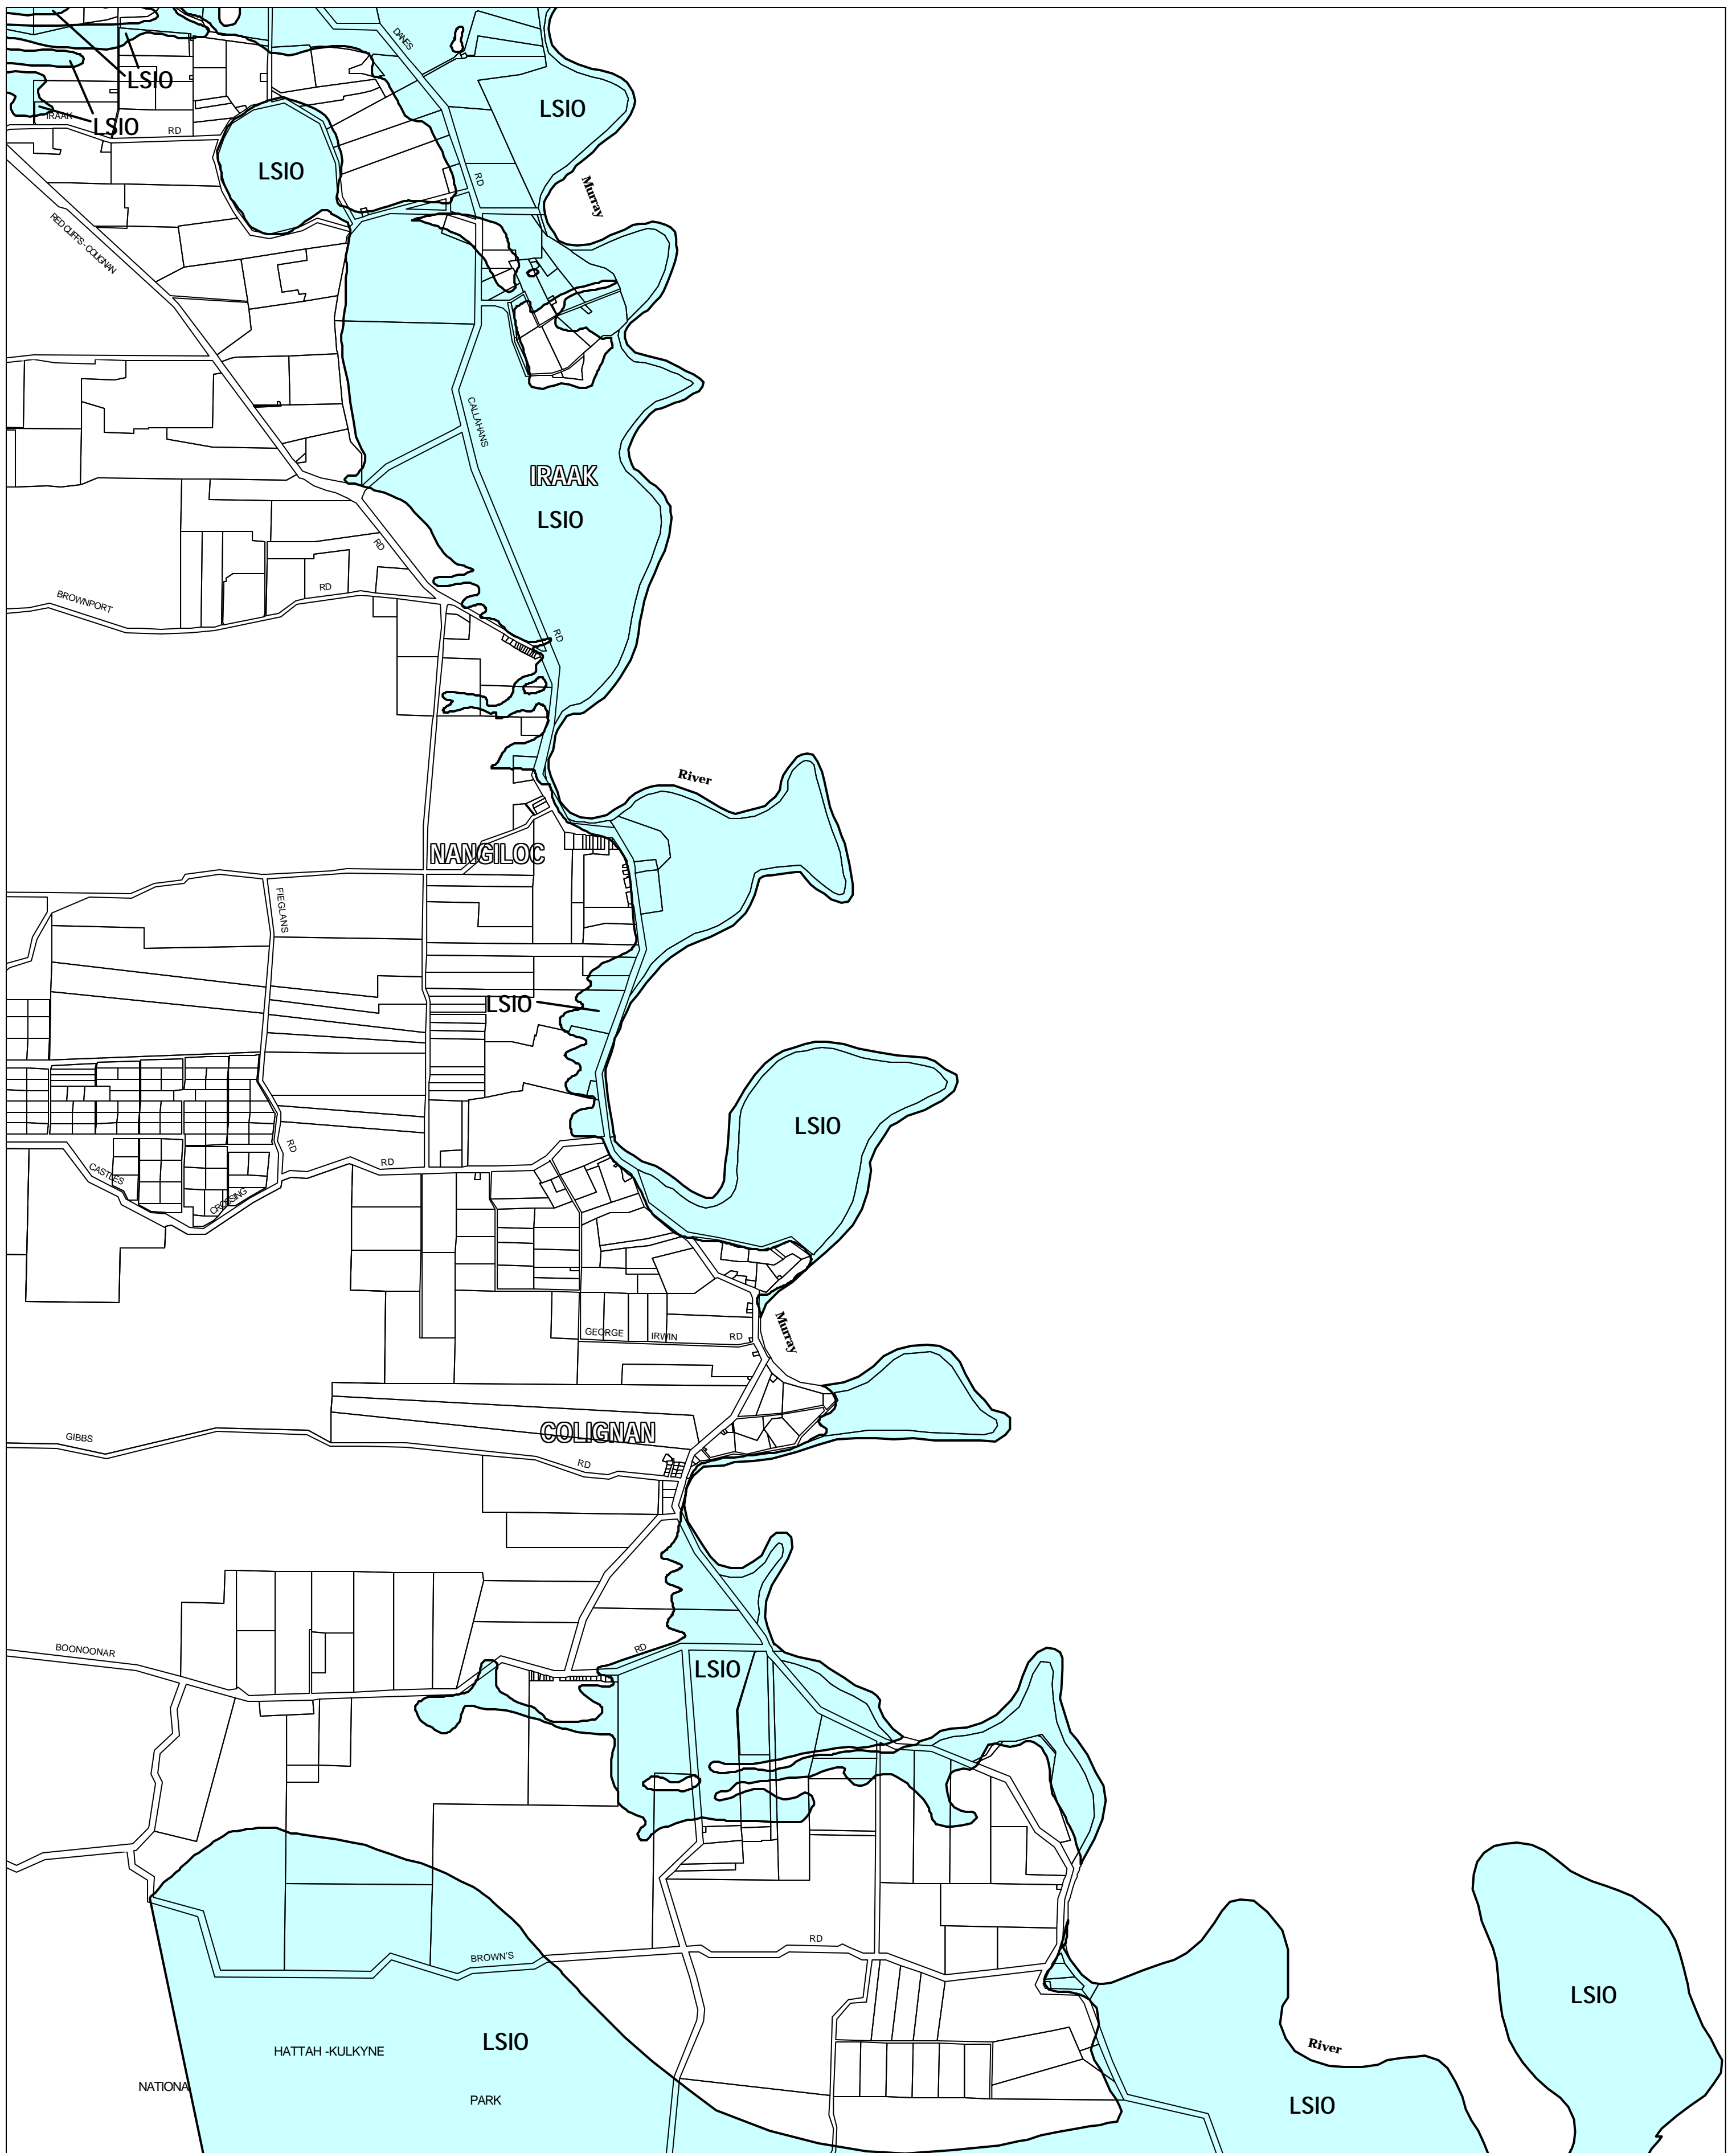 DANES
LSIO
LSIO
IRAAK
LSIO
RD
LSIO
RD
Murray
RED CLIFFS - COLIGNAN
CALLAHANS
IRAAK
LSIO
RD
RD
BROWNPORT
RD
River
NANGILOC
FIEGLANS
LSIO
LSIO
RD
RD
CASTLES
CROSSING
Murray
GEORGE
IRWIN
RD
COLIGNAN
GIBBS
RD
BOONOONAR
RD
LSIO
RD
BROWN'S
LSIO
LSIO
HATTAH -KULKYNE
River
NATIONA
PARK
LSIO